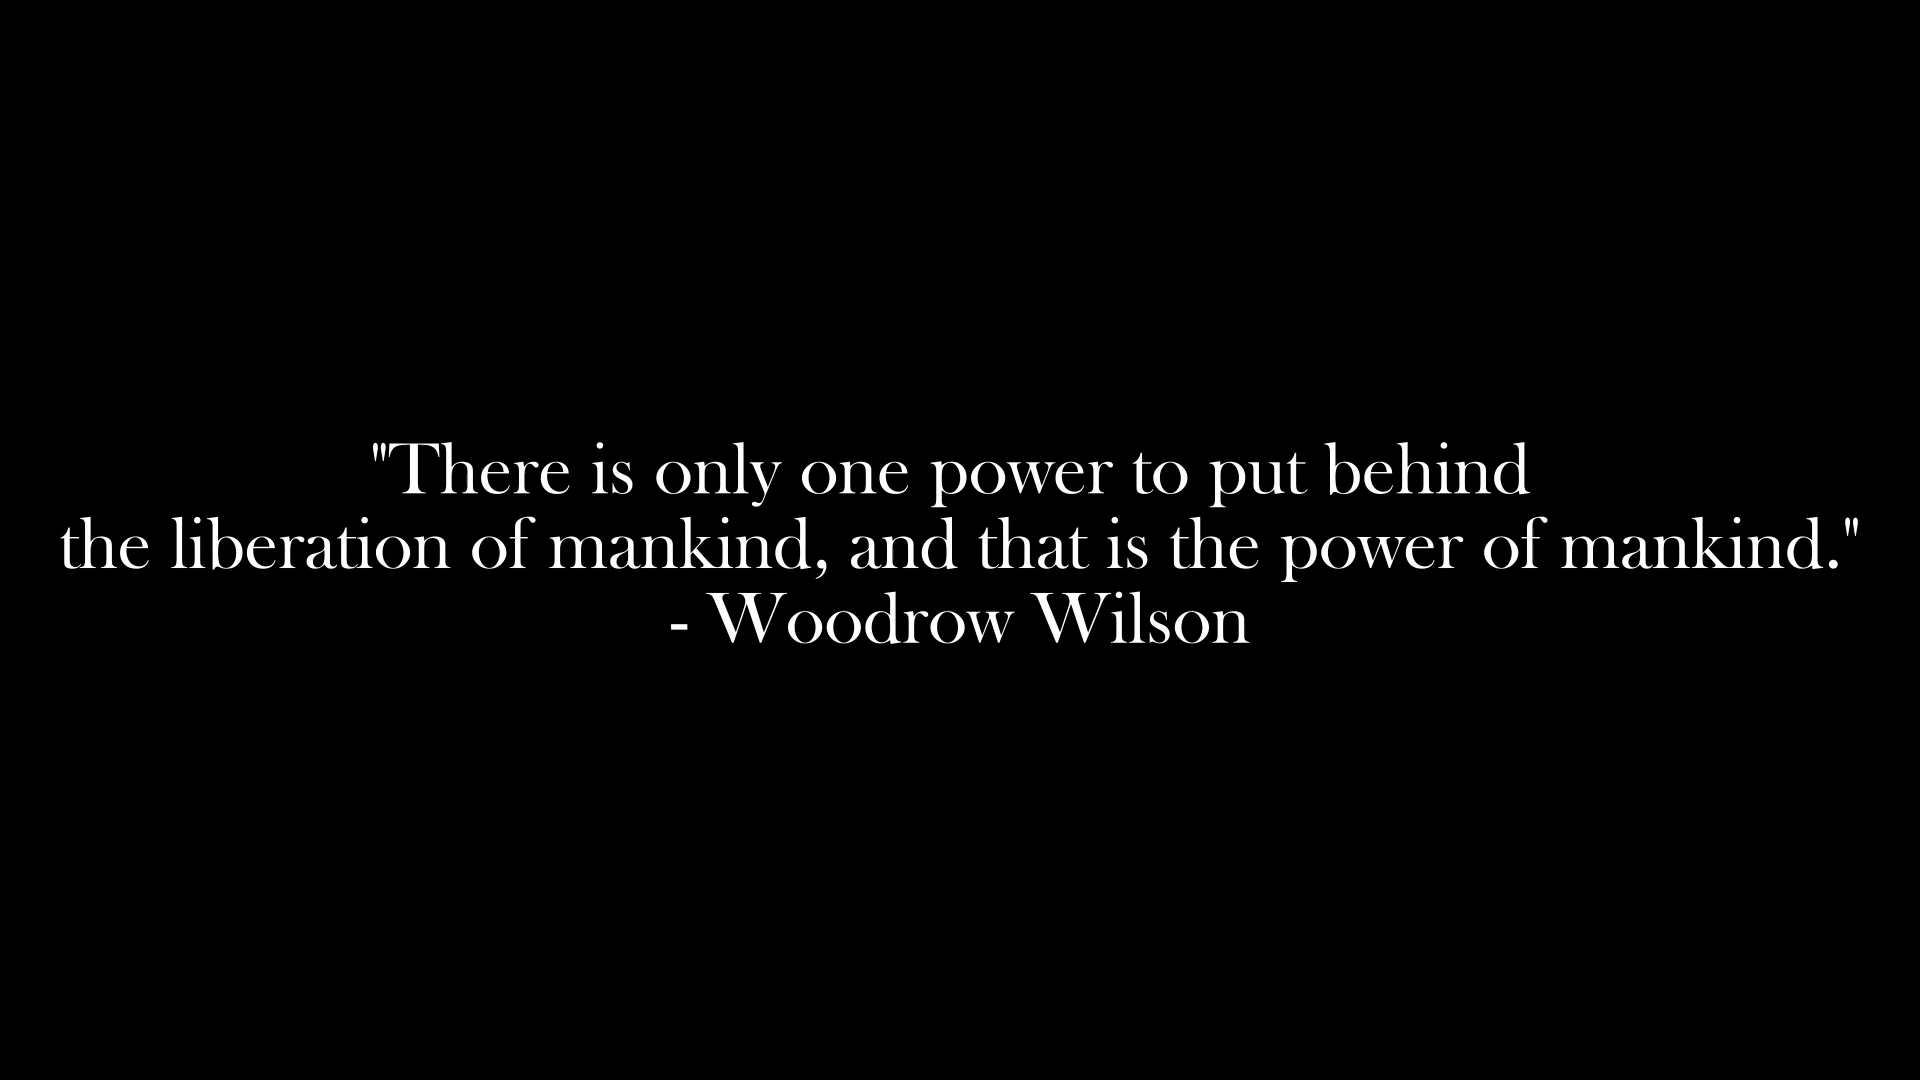 "There is only one power to put behind
the liberation of mankind, and that is the power of mankind."
- Woodrow Wilson